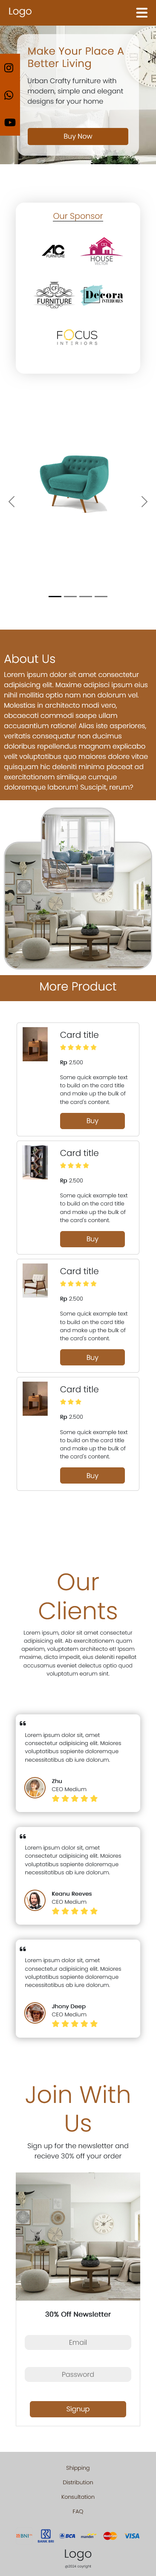 Logo
Make Your Place A
Better Living
Urban Crafty furniture with
modern, simple and elegant
designs for your home
Buy Now
Our Sponsor
AC
FURNITURE
HOUSE
CF
FURNITURE
Decora
INTERIORS
FOCUS
INTERIORS
About Us
Lorem ipsum dolor sit amet consectetur
adipisicing elit. Maxime adipisci ipsum eius
nihil mollitia optio nam non dolorum vel.
Molestias in architecto modi vero,
obcaecati commodi saepe ullam
accusantium ratione! Alias iste asperiores,
veritatis consequatur non ducimus
doloribus repellendus magnam explicabo
velit voluptatibus quo maiores dolore vitae
quisquam hic deleniti minima placeat ad
exercitationem similique cumque
doloremque laborum! Suscipit, rerum?
More Product
Card title
Rp 2.500
Some quick example text
to build on the card title
and make up the bulk of
the card's content.
Buy
Card title
Rp 2.500
Some quick example text
to build on the card title
and make up the bulk of
the card's content.
Buy
Card title
Rp 2.500
Some quick example text
to build on the card title
and make up the bulk of
the card's content.
Buy
Card title
Rp 2.500
Some quick example text
to build on the card title
and make up the bulk of
the card's content.
Buy
Our
Clients
Lorem ipsum, dolor sit amet consectetur
adipisicing elit. Ab exercitationem quam
aperiam, voluptatem architecto et! Ipsam
maxime, dicta impedit, eius deleniti repellat
accusamus eveniet delectus optio quod
voluptatum earum sint.
Lorem ipsum dolor sit, amet
consectetur adipisicing elit. Maiores
voluptatibus sapiente doloremque
necessitatibus ab iure dolorum.
Zhu
CEO Medium
Lorem ipsum dolor sit, amet
consectetur adipisicing elit. Maiores
voluptatibus sapiente doloremque
necessitatibus ab iure dolorum.
Keanu Reeves
CEO Medium
Lorem ipsum dolor sit, amet
consectetur adipisicing elit. Maiores
voluptatibus sapiente doloremque
necessitatibus ab iure dolorum.
Jhony Deep
CEO Medium
Join With
Us
Sign up for the newsletter and
recieve 30% off your order
30% Off Newsletter
Email
Password
Signup
Shipping
Distribution
Konsultation
FAQ
BNI BANK BRI BCA mandiri VISA
Logo